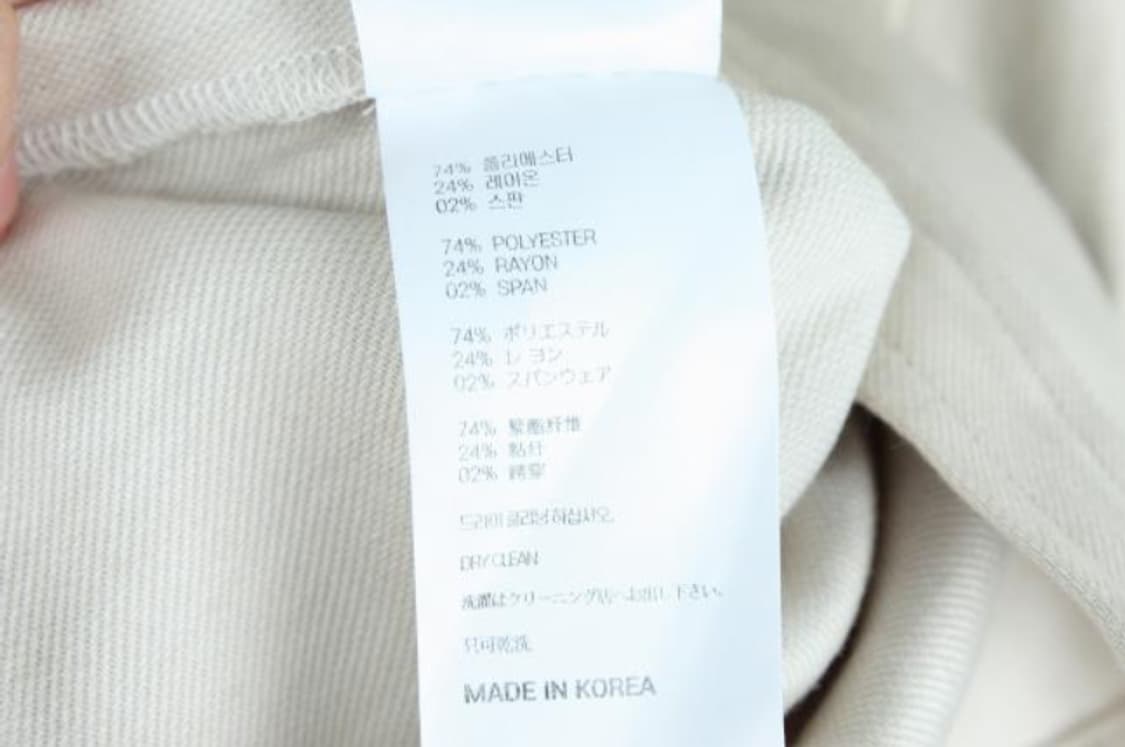 74% 폴리에스터
24% 레이온
02% 스판
74% POLYESTER
24% RAYON
02% SPAN
74% ポリエステル
24% レーヨン
02% スパンウェア
74% 聚酯纤维
24% 粘纤
02%
드라이 클리닝 하십시오.
DRY CLEAN
洗濯はクリーニング店へお出し下さい。
只可乾洗
MADE IN KOREA